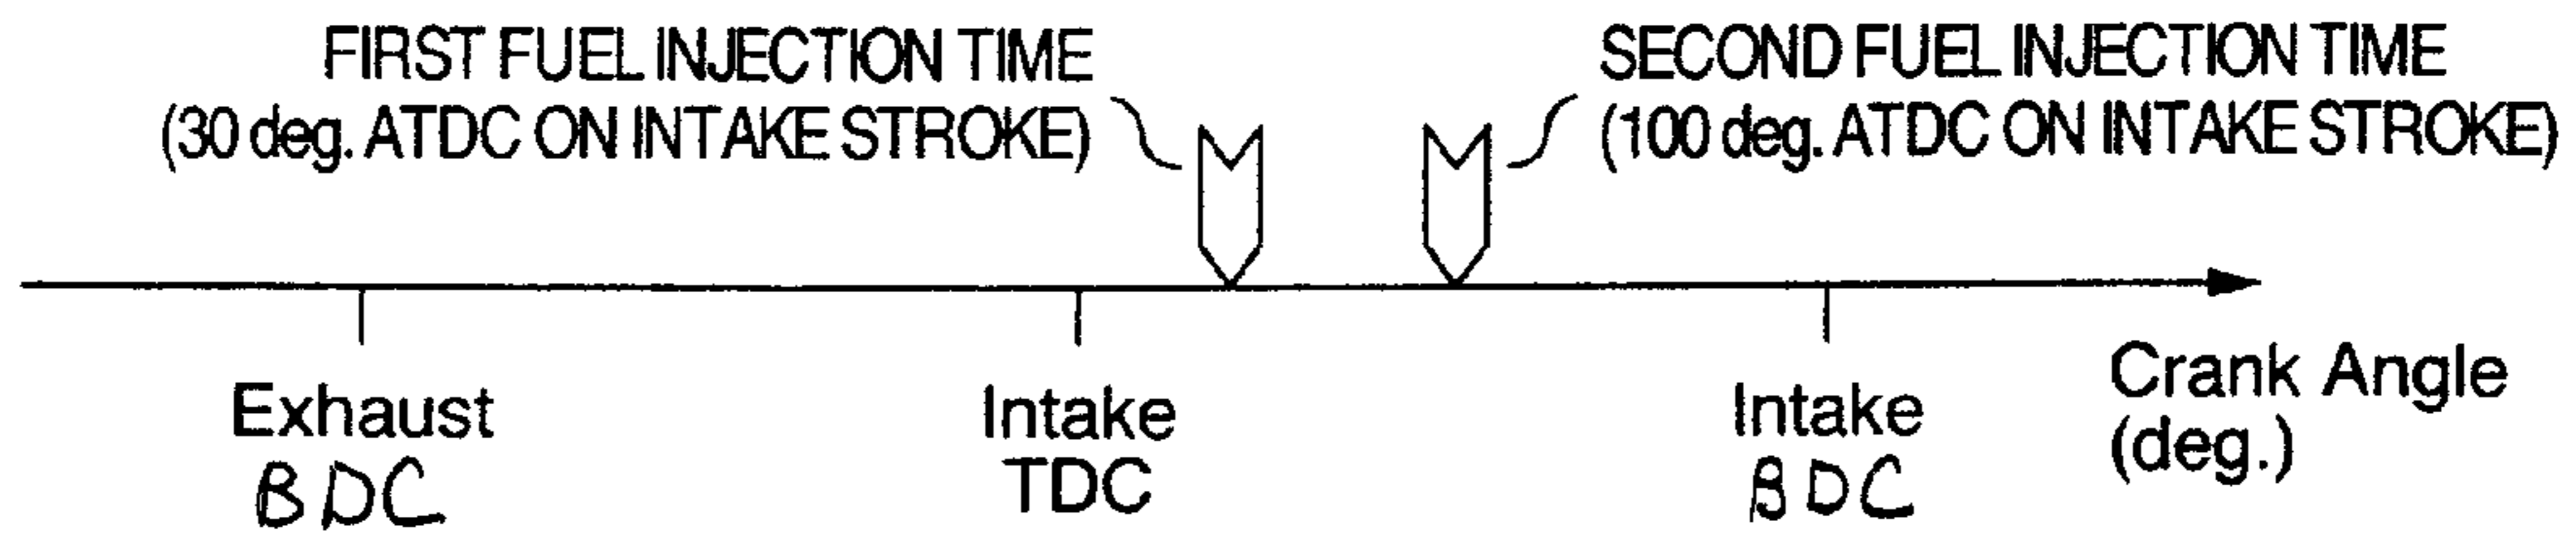 FIRST FUEL INJECTION TIME
(30 deg. ATDC ON INTAKE STROKE)
SECOND FUEL INJECTION TIME
(100 deg. ATDC ON INTAKE STROKE)
Exhaust
BDC
Intake
TDC
Intake
BDC
Crank Angle
(deg.)